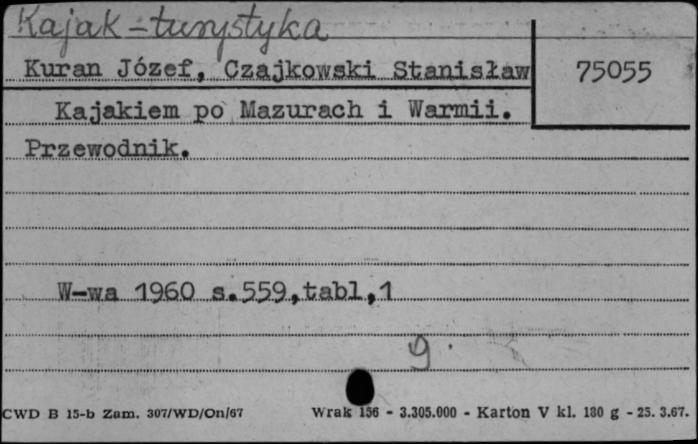 Kajak-turystyka
Kuran Józef, Czajkowski Stanisław 75055
Kajakiem po Mazurach i Warmii.
Przewodnik.
W-wa 1960 s.559,tabl,1
g.
CWD B 15-b Zam. 307/WD/On/67 Wrak 156 - 3.305.000 - Karton V kl. 180 g - 25. 3.67.